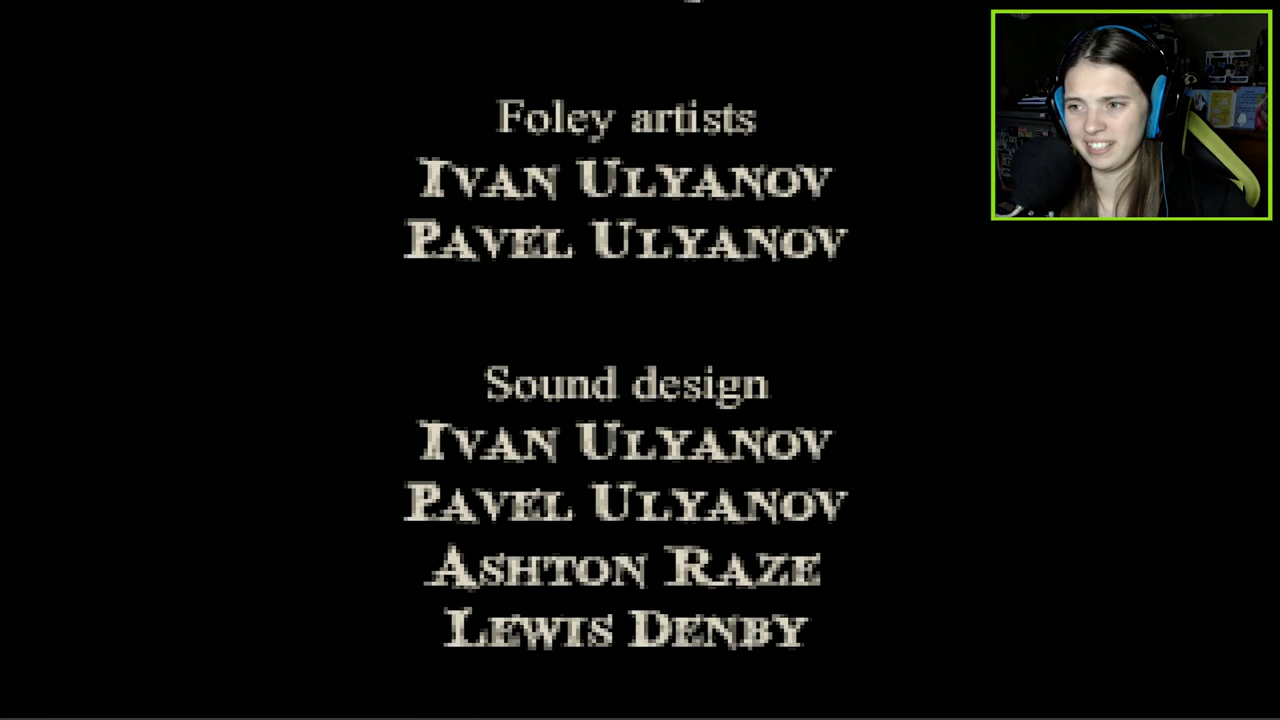 Foley artists
IVAN ULYANOV
PAVEL ULYANOV
Sound design
IVAN ULYANOV
PAVEL ULYANOV
ASHTON RAZE
LEWIS DENBY